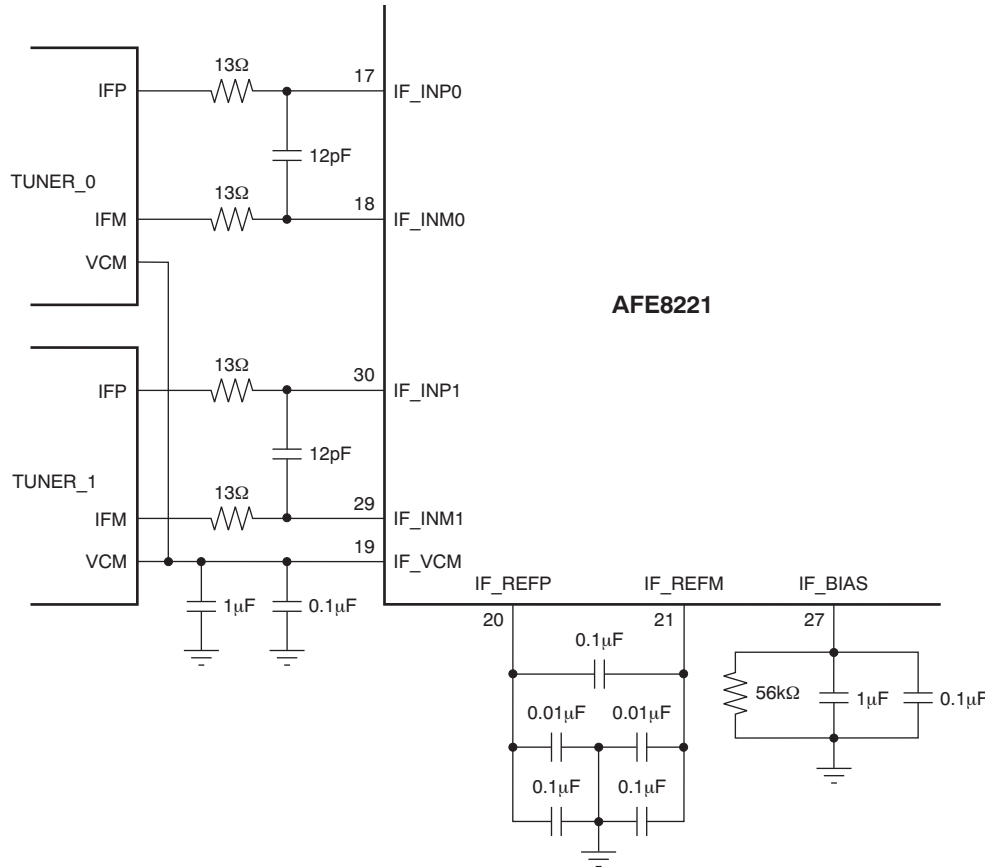 13Ω
17
IFP
IF_INP0
12pF
TUNER_0
13Ω
18
IFM
IF_INM0
VCM
AFE8221
13Ω
30
IFP
IF_INP1
12pF
TUNER_1
13Ω
29
IFM
IF_INM1
19
VCM
IF_VCM
1μF
0.1μF
IF_REFP
IF_REFM
IF_BIAS
20
21
27
0.1μF
56kΩ
1μF
0.1μF
0.01μF
0.01μF
0.1μF
0.1μF